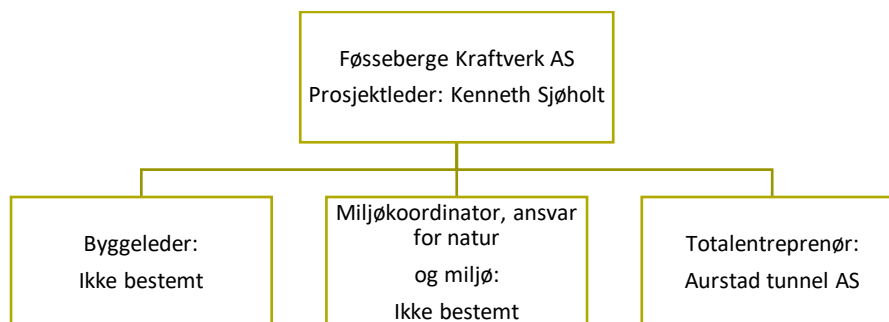 Føsseberge Kraftverk AS
Prosjektleder: Kenneth Sjøholt
Byggeleder:
Ikke bestemt
Miljøkoordinator, ansvar
for natur
og miljø:
Ikke bestemt
Totalentreprenør:
Aurstad tunnel AS